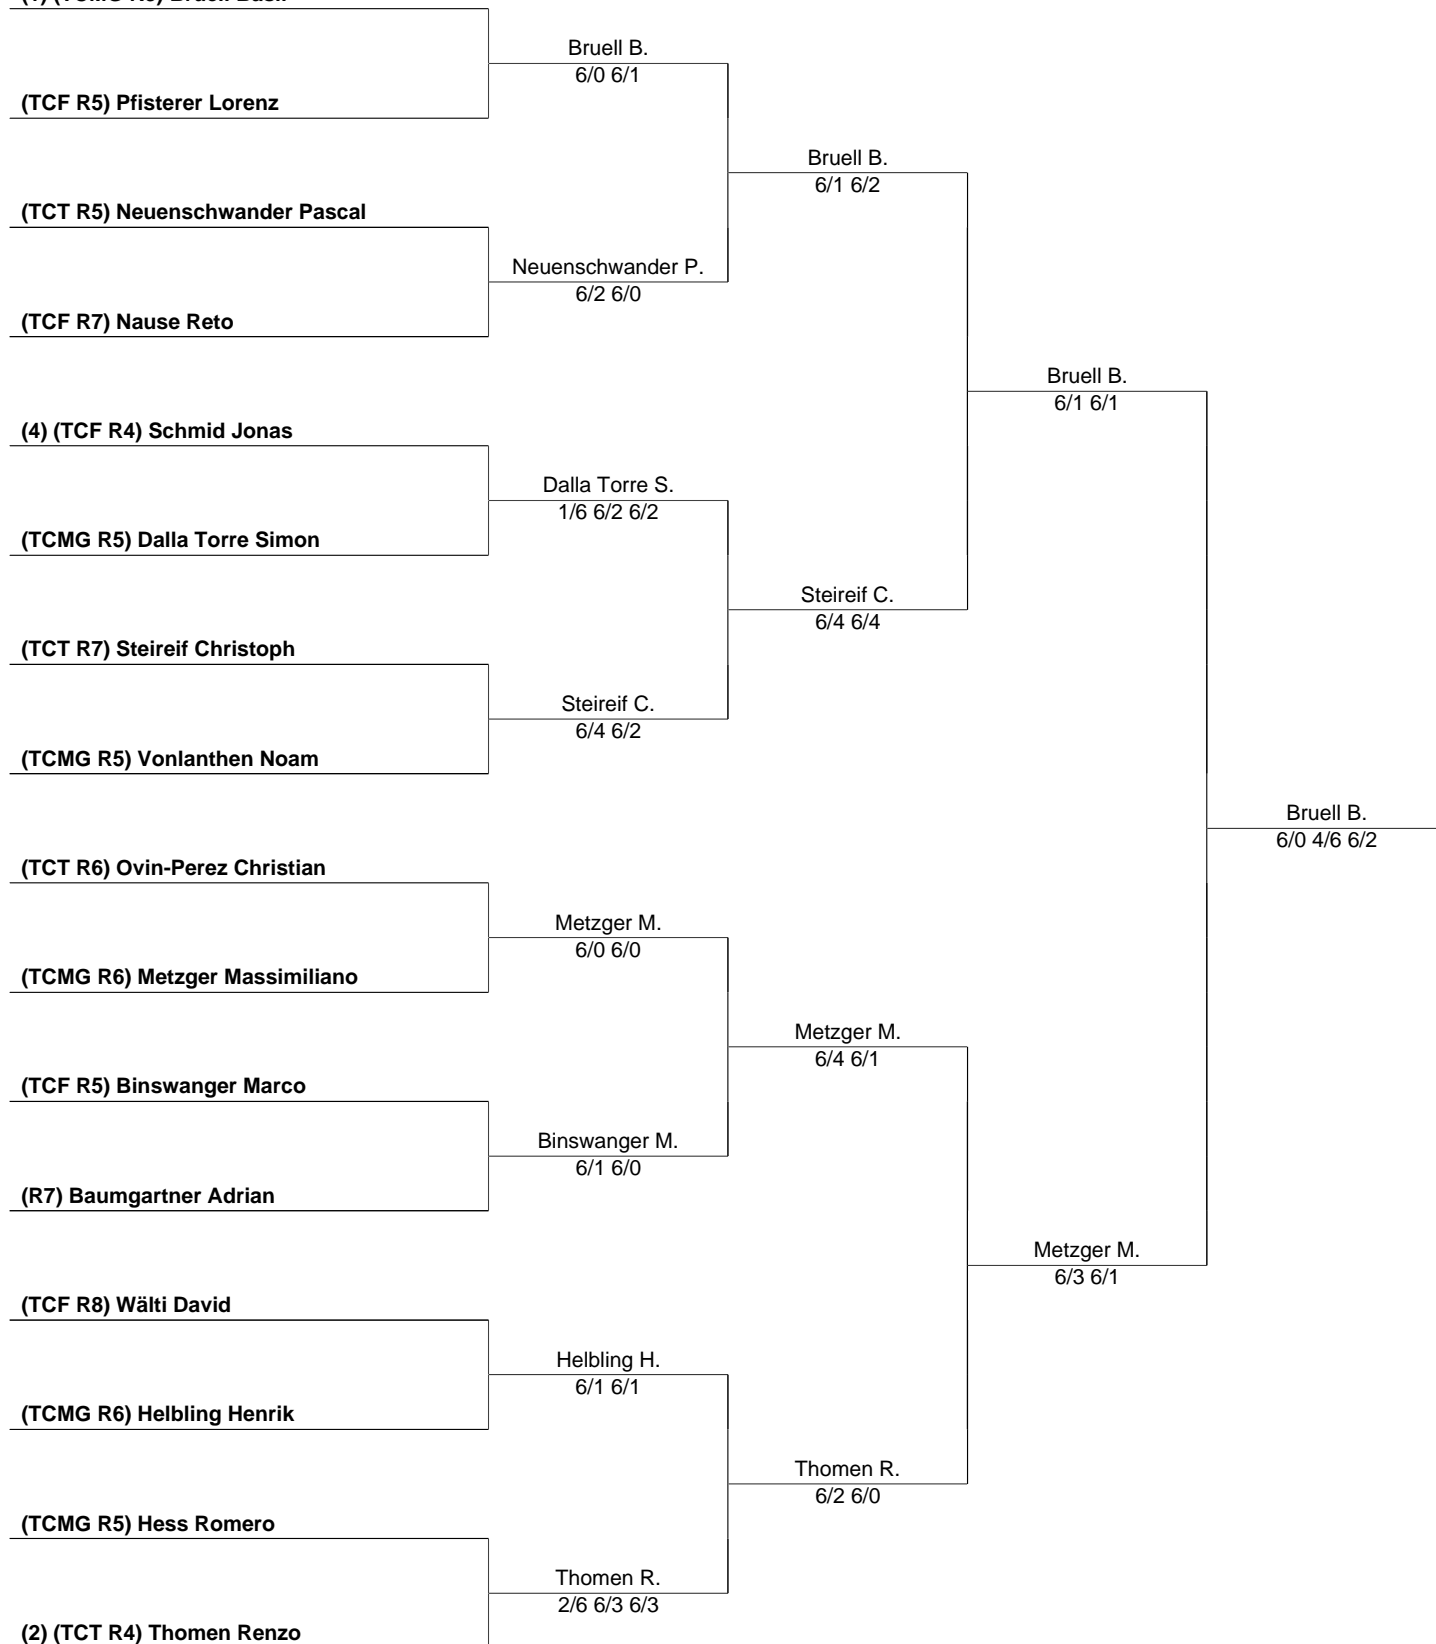 Bruell B.
6/0 6/1
(TCF R5) Pfisterer Lorenz
Bruell B.
6/1 6/2
(TCT R5) Neuenschwander Pascal
Neuenschwander P.
6/2 6/0
(TCF R7) Nause Reto
Bruell B.
6/1 6/1
(4) (TCF R4) Schmid Jonas
Dalla Torre S.
1/6 6/2 6/2
(TCMG R5) Dalla Torre Simon
Steireif C.
6/4 6/4
(TCT R7) Steireif Christoph
Steireif C.
6/4 6/2
(TCMG R5) Vonlanthen Noam
Bruell B.
6/0 4/6 6/2
(TCT R6) Ovin-Perez Christian
Metzger M.
6/0 6/0
(TCMG R6) Metzger Massimiliano
Metzger M.
6/4 6/1
(TCF R5) Binswanger Marco
Binswanger M.
6/1 6/0
(R7) Baumgartner Adrian
Metzger M.
6/3 6/1
(TCF R8) Wälti David
Helbling H.
6/1 6/1
(TCMG R6) Helbling Henrik
Thomen R.
6/2 6/0
(TCMG R5) Hess Romero
Thomen R.
2/6 6/3 6/3
(2) (TCT R4) Thomen Renzo